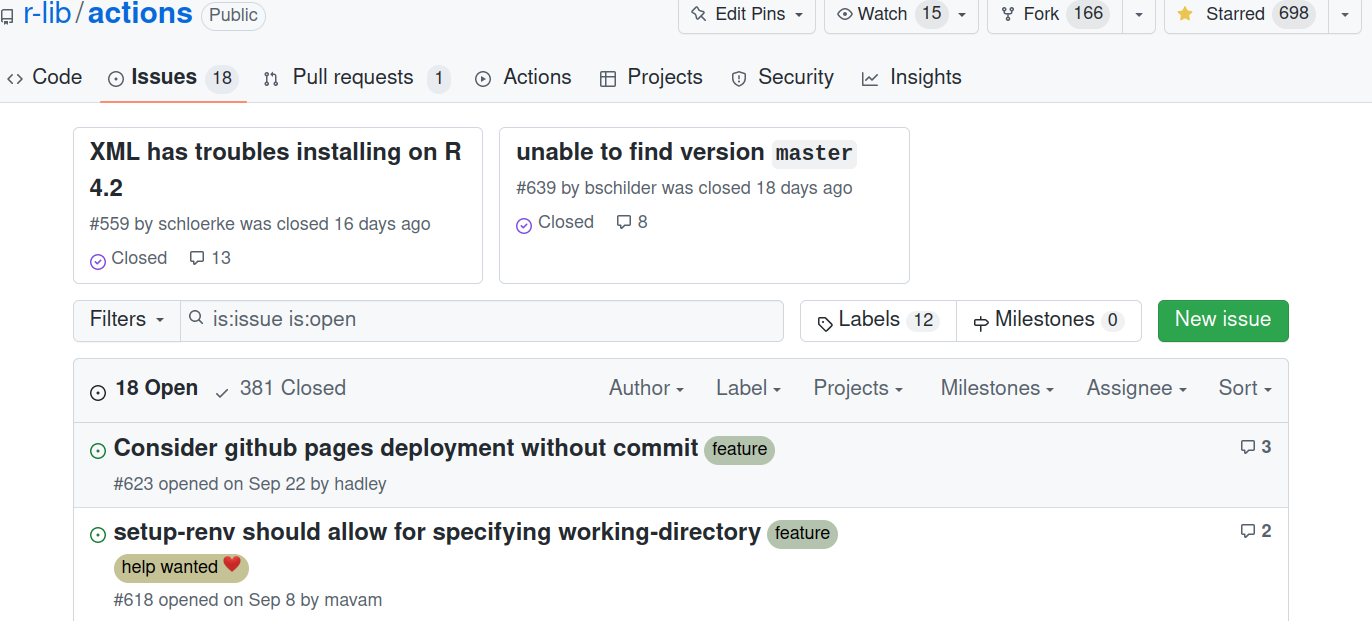 r-lib / actions Public Edit Pins Watch 15 Fork 166 Starred 698
Code Issues 18 Pull requests 1 Actions Projects Security Insights
XML has troubles installing on R
4.2
#559 by schloerke was closed 16 days ago
Closed 13
unable to find version master
#639 by bschilder was closed 18 days ago
Closed 8
Filters is:issue is:open Labels 12 Milestones 0 New issue
18 Open 381 Closed Author Label Projects Milestones Assignee Sort
Consider github pages deployment without commit feature 3
#623 opened on Sep 22 by hadley
setup-renv should allow for specifying working-directory feature 2
help wanted ❤️
#618 opened on Sep 8 by mavam